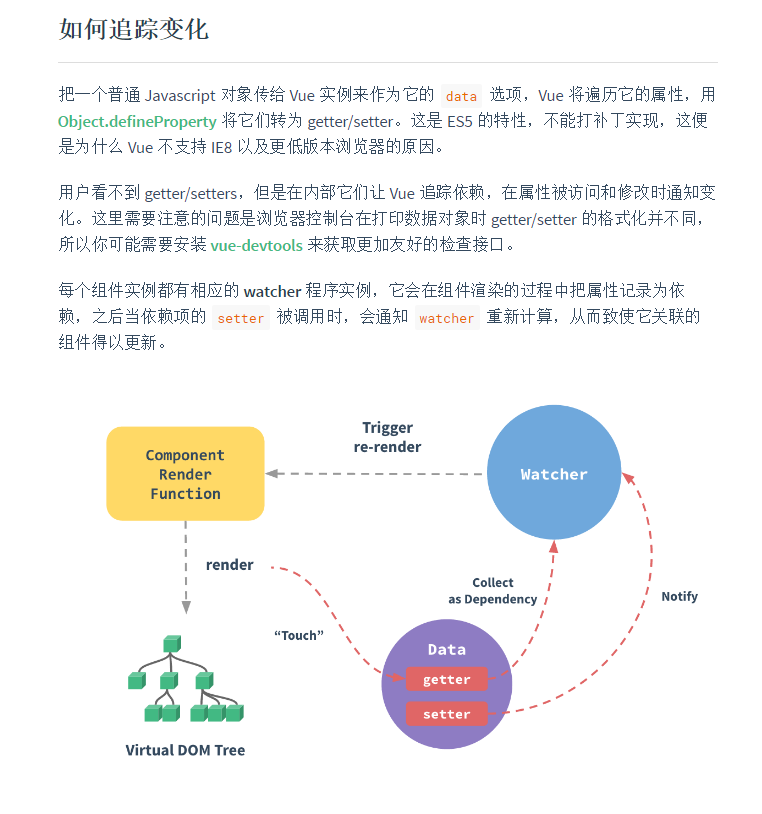 如何追踪变化
把一个普通 Javascript 对象传给 Vue 实例来作为它的 data 选项，Vue 将遍历它的属性，用
Object.defineProperty 将它们转为 getter/setter。这是 ES5 的特性，不能打补丁实现，这便
是为什么 Vue 不支持 IE8 以及更低版本浏览器的原因。
用户看不到 getter/setters，但是在内部它们让 Vue 追踪依赖，在属性被访问和修改时通知变
化。这里需要注意的问题是浏览器控制台在打印数据对象时 getter/setter 的格式化并不同，
所以你可能需要安装 vue-devtools 来获取更加友好的检查接口。
每个组件实例都有相应的 watcher 程序实例，它会在组件渲染的过程中把属性记录为依
赖，之后当依赖项的 setter 被调用时，会通知 watcher 重新计算，从而致使它关联的
组件得以更新。
Component
Render
Function
Trigger
re-render
Watcher
render
Collect
as Dependency
Notify
“Touch”
Data
getter
setter
Virtual DOM Tree